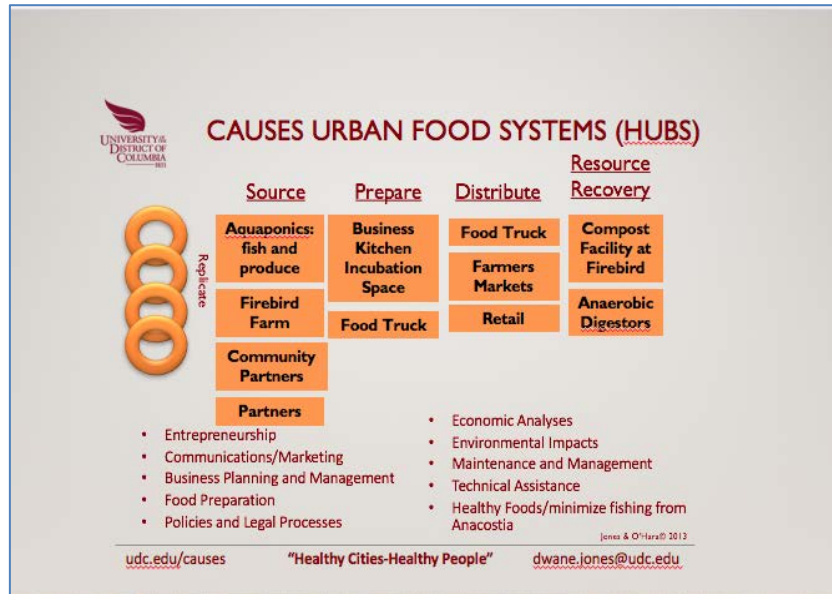 UNIVERSITY OF THE
DISTRICT OF
COLUMBIA
CAUSES URBAN FOOD SYSTEMS (HUBS)
Replicate
Source
Aquaponics:
fish and
produce
Firebird
Farm
Community
Partners
Partners
Prepare
Business
Kitchen
Incubation
Space
Food Truck
Distribute
Food Truck
Farmers
Markets
Retail
Resource
Recovery
Compost
Facility at
Firebird
Anaerobic
Digestors
• Entrepreneurship
• Communications/Marketing
• Business Planning and Management
• Food Preparation
• Policies and Legal Processes
• Economic Analyses
• Environmental Impacts
• Maintenance and Management
• Technical Assistance
• Healthy Foods/minimize fishing from
Anacostia
Jones & O'Hara© 2013
udc.edu/causes
"Healthy Cities-Healthy People"
dwane.jones@udc.edu